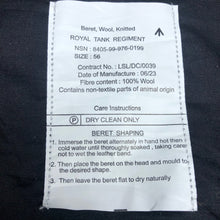 Beret, Wool, Knitted
ROYAL TANK REGIMENT
NSN : 8405-99-976-0199
SIZE : 56
Contract No : LSL/DC/0039
Date of Manufacture : 06/23
Fibre content : 100% Wool
Contains non-textile parts of animal origin
Care Instructions
P DRY CLEAN ONLY
BERET SHAPING
1. Immerse the beret alternately in hand hot then cold water until thoroughly soaked , taking care
not to wet the leather band.
2. Then place the beret on the head and mould to the desired shape.
3. Then leave the beret flat to dry naturally